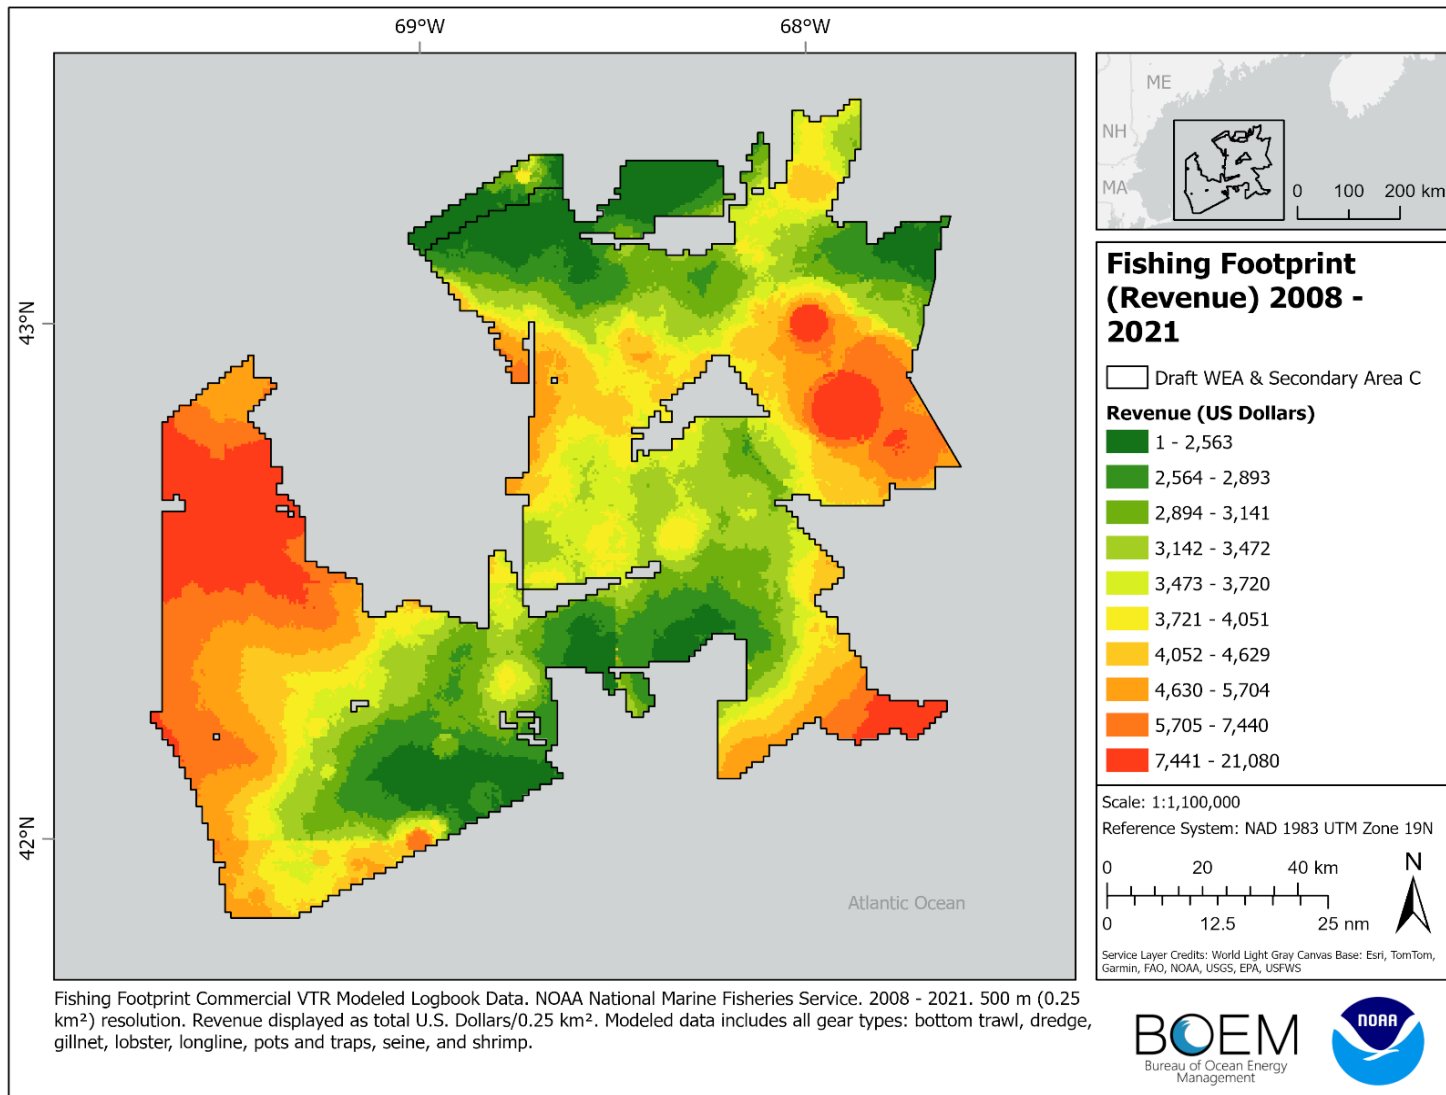 69°W
68°W
43°N
42°N
Atlantic Ocean
ME
NH
MA
0 100 200 km
Fishing Footprint
(Revenue) 2008 -
2021
Draft WEA & Secondary Area C
Revenue (US Dollars)
1 - 2,563
2,564 - 2,893
2,894 - 3,141
3,142 - 3,472
3,473 - 3,720
3,721 - 4,051
4,052 - 4,629
4,630 - 5,704
5,705 - 7,440
7,441 - 21,080
Scale: 1:1,100,000
Reference System: NAD 1983 UTM Zone 19N
0 20 40 km
0 12.5 25 nm
N
Service Layer Credits: World Light Gray Canvas Base: Esri, TomTom,
Garmin, FAO, NOAA, USGS, EPA, USFWS
Fishing Footprint Commercial VTR Modeled Logbook Data. NOAA National Marine Fisheries Service. 2008 - 2021. 500 m (0.25
km²) resolution. Revenue displayed as total U.S. Dollars/0.25 km². Modeled data includes all gear types: bottom trawl, dredge,
gillnet, lobster, longline, pots and traps, seine, and shrimp.
BOEM
Bureau of Ocean Energy
Management
NOAA